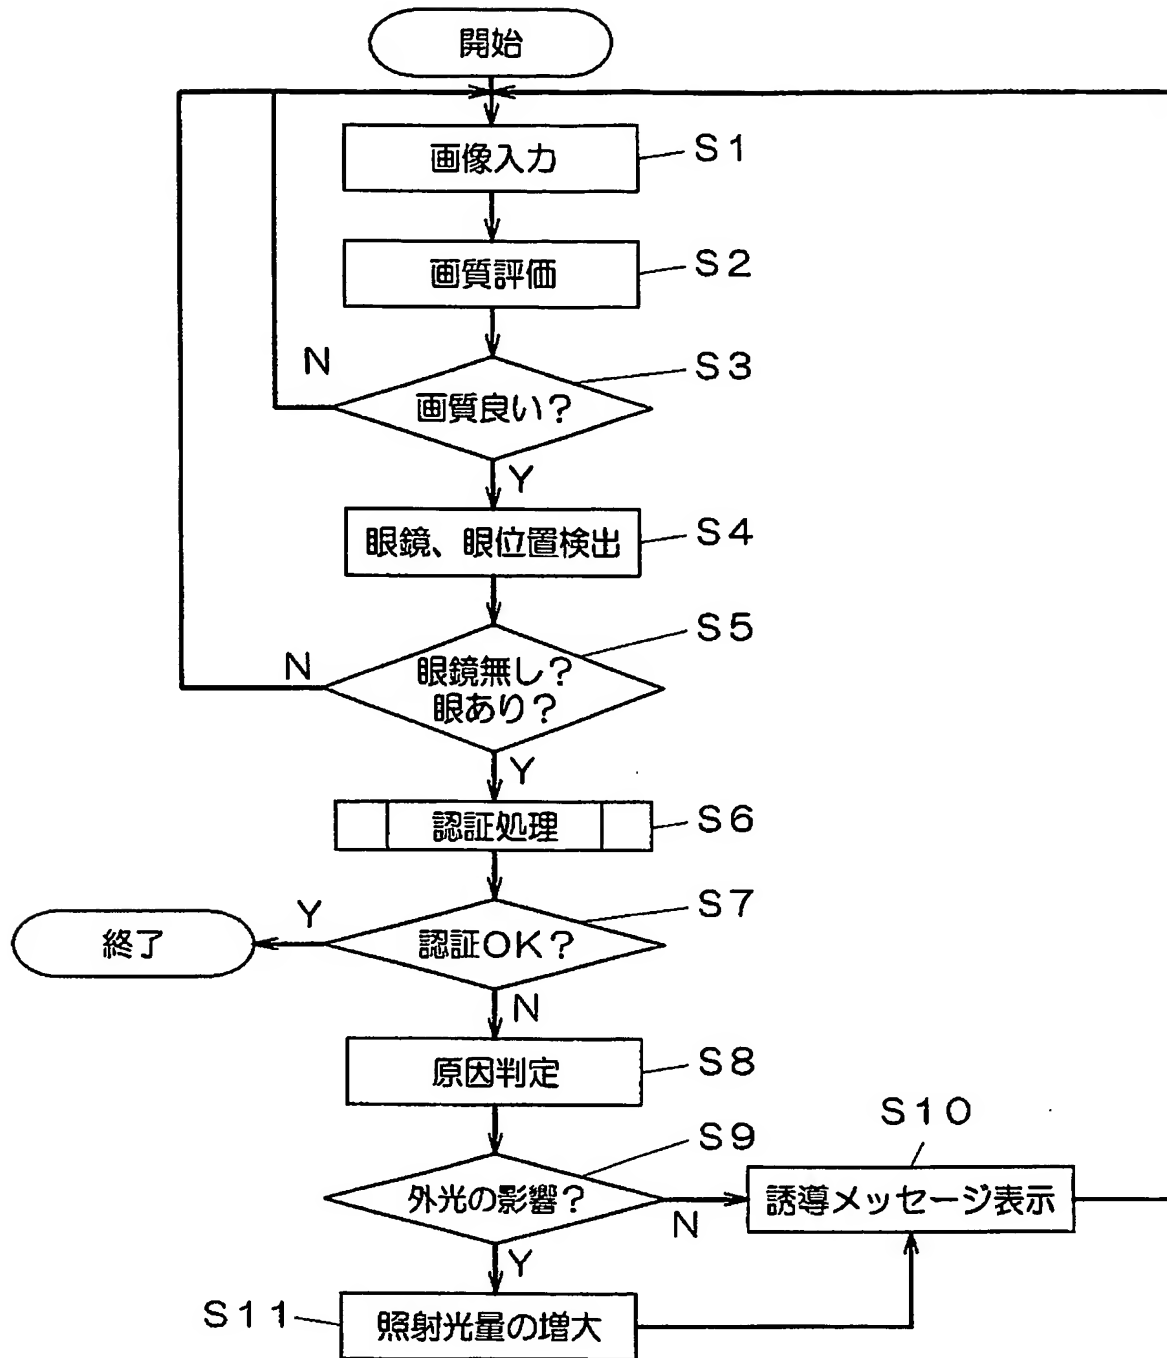 開始
画像入力
S1
画質評価
S2
N
画質良い?
S3
Y
眼鏡、眼位置検出
S4
N
眼鏡無し?
眼あり?
S5
Y
認証処理
S6
終了
Y
認証OK?
S7
N
原因判定
S8
外光の影響?
S9
N
誘導メッセージ表示
S10
Y
S11
照射光量の増大